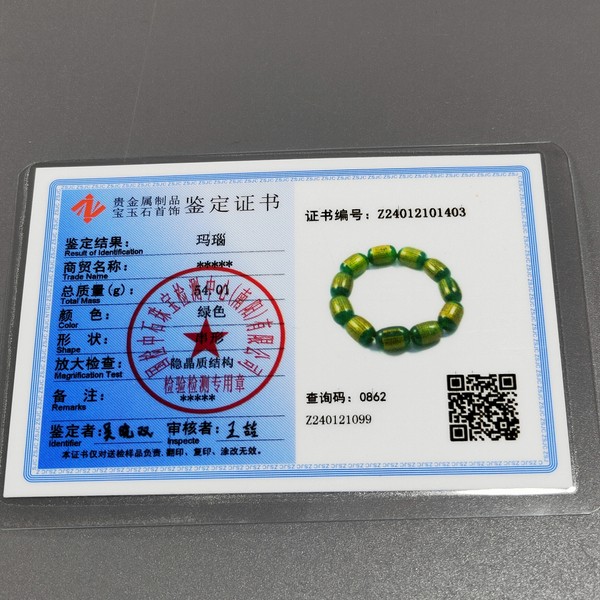 贵金属制品
宝玉石首饰
鉴定证书
鉴定结果： 玛瑙
Result of Identification
商贸名称： *****
Trade Name
总质量(g)： 54.01
Total Mass
颜 色： 绿色
Color
形 状：
Shape
放大检查： 隐晶质结构
Magnification Test
备 注： *****
Remarks
鉴定者:
Identifier
审核者:
Inspecte
本证书仅对送检样品负责,翻印、复印、涂改无效。
检验检测专用章
证书编号：Z24012101403
查询码：0862
Z240121099